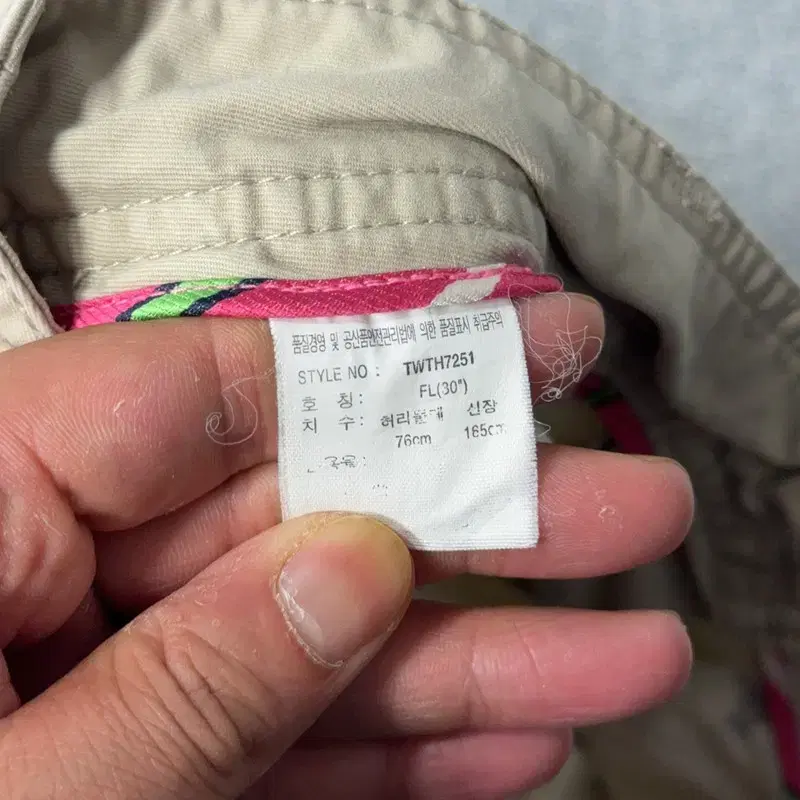 품질경영 및 공산품안전관리법에 의한 품질표시 취급주의
STYLE NO : TWTH7251
호 칭 : FL(30")
치 수 : 허리둘레 신장
76cm 165cm